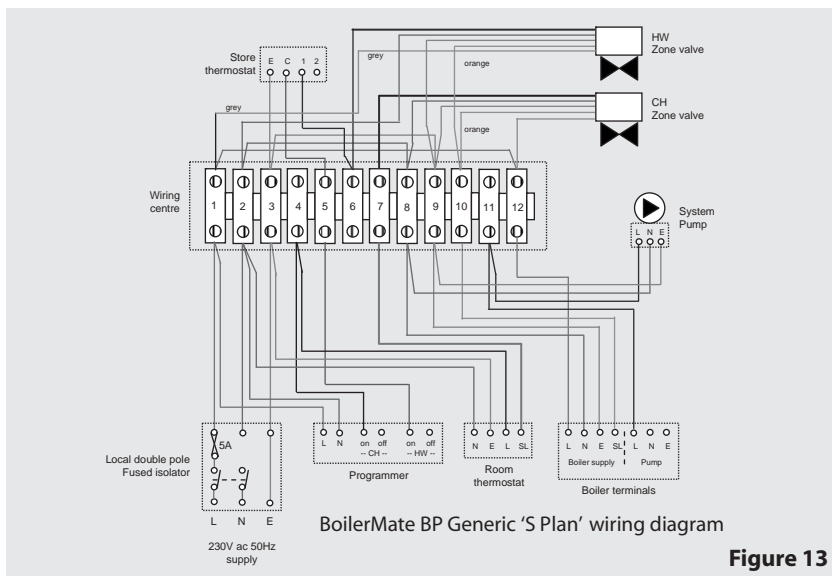 HW
Zone valve
Store
thermostat
E C 1 2
grey
orange
CH
Zone valve
grey
orange
Wiring
centre
1 2 3 4 5 6 7 8 9 10 11 12
System
Pump
L N E
5A
Local double pole
Fused isolator
L N on off on off
-- CH -- -- HW --
Programmer
N E L SL
Room
thermostat
L N E SL L N E
Boiler supply Pump
Boiler terminals
L N E
230V ac 50Hz
supply
BoilerMate BP Generic ‘S Plan’ wiring diagram
Figure 13